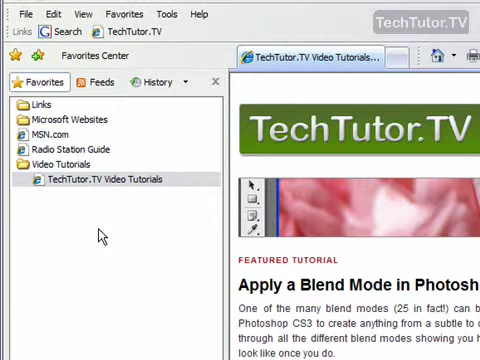 File Edit View Favorites Tools Help
TechTutor.TV
Links Search TechTutor.TV
Favorites Center
TechTutor.TV Video Tutorials...
Favorites Feeds History
Links
Microsoft Websites
MSN.com
Radio Station Guide
Video Tutorials
TechTutor.TV Video Tutorials
TechTutor.TV
FEATURED TUTORIAL
Apply a Blend Mode in Photosh
One of the many blend modes (25 in fact!) can b
Photoshop CS3 to create anything from a subtle to
through all the different blend modes showing you h
look like once you do.